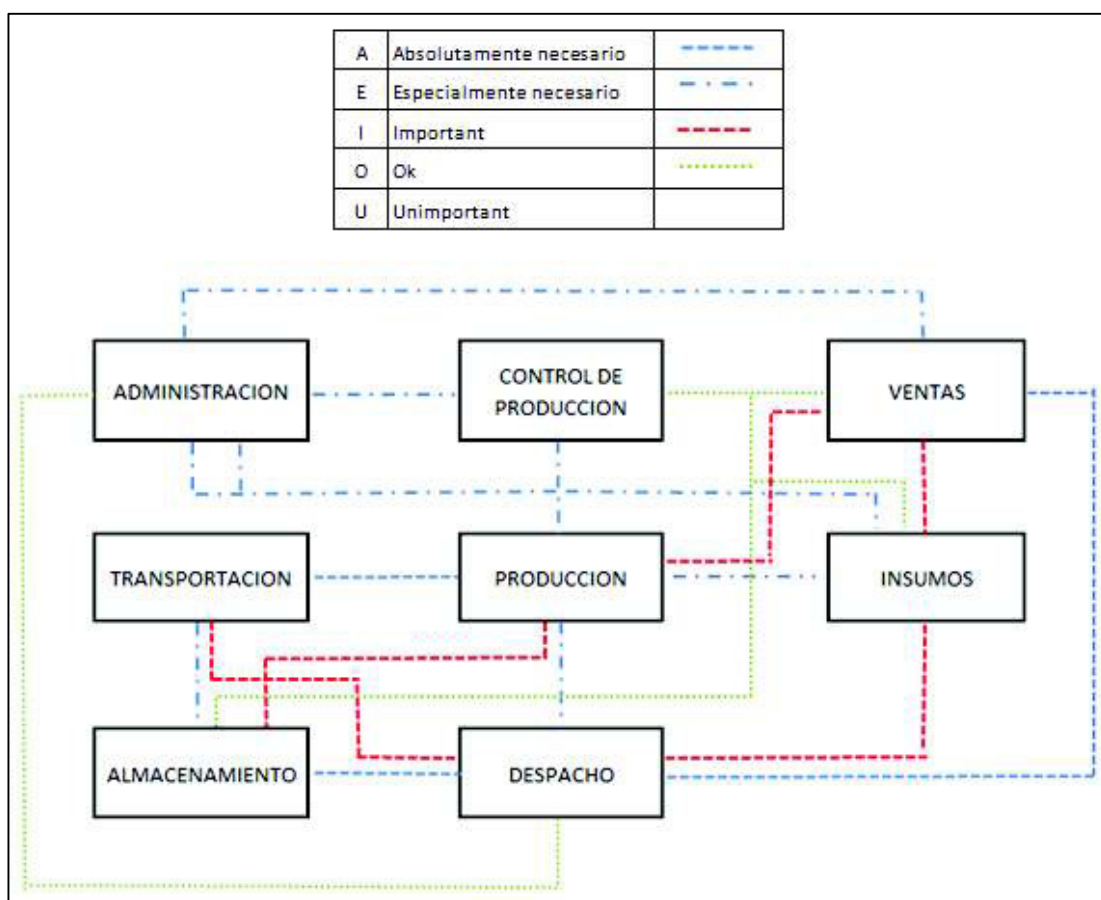 A Absolutamente necesario
E Especialmente necesario
I Important
O Ok
U Unimportant
ADMINISTRACION
CONTROL DE
PRODUCCION
VENTAS
TRANSPORTACION
PRODUCCION
INSUMOS
ALMACENAMIENTO
DESPACHO